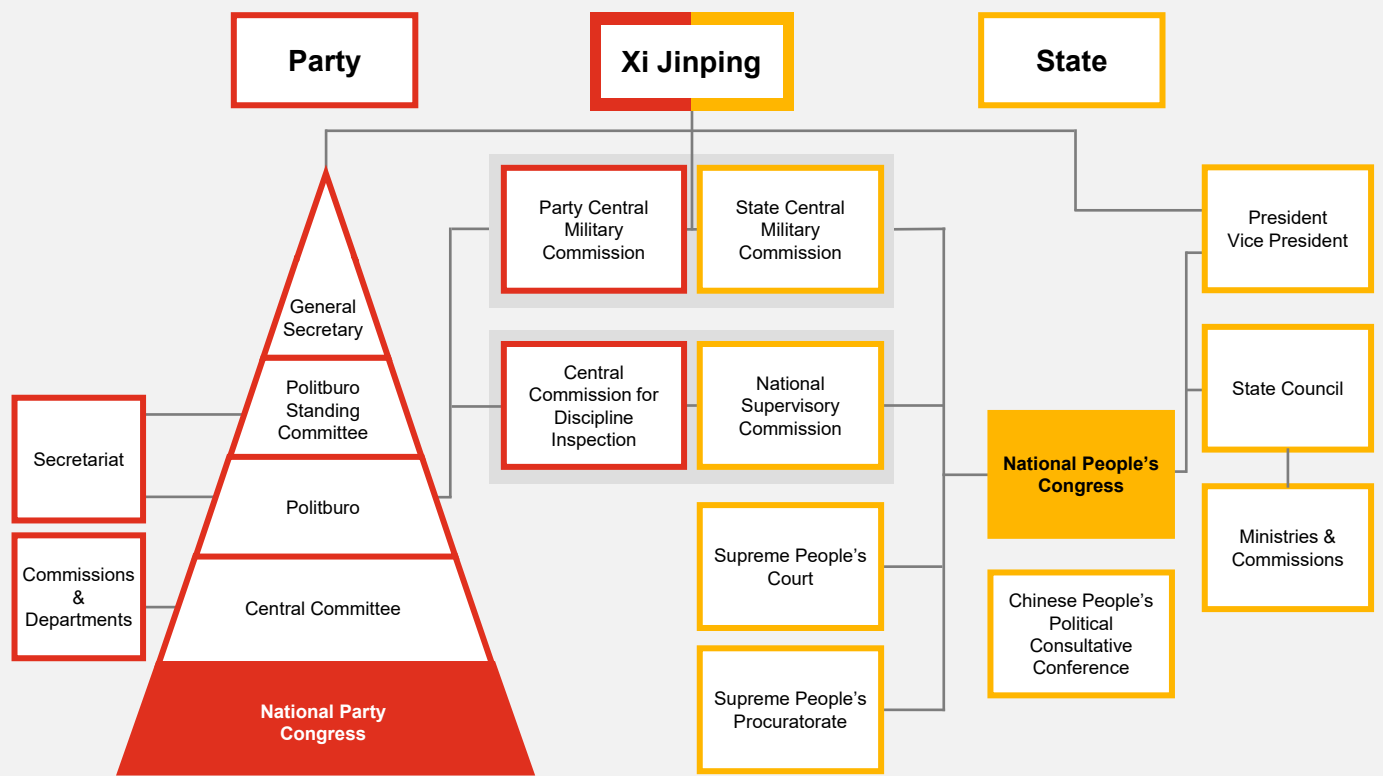 Party
Xi Jinping
State
General
Secretary
Politburo
Standing
Committee
Politburo
Central Committee
National Party
Congress
Secretariat
Commissions
&
Departments
Party Central
Military
Commission
State Central
Military
Commission
Central
Commission for
Discipline
Inspection
National
Supervisory
Commission
Supreme People’s
Court
Supreme People’s
Procuratorate
National People’s
Congress
Chinese People’s
Political
Consultative
Conference
President
Vice President
State Council
Ministries &
Commissions